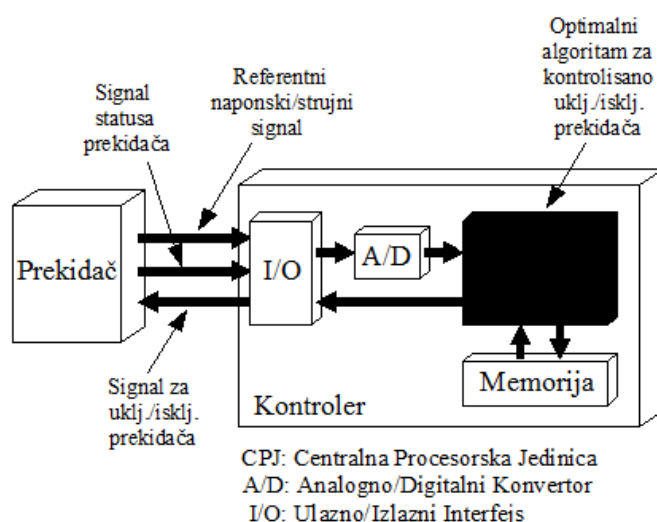 Optimalni
algoritam za
kontrolisano
uklj./isklj.
prekidača
Referentni
naponski/strujni
signal
Signal
statusa
prekidača
Prekidač
I/O
A/D
Memorija
Kontroler
Signal za
uklj./isklj.
prekidača
CPJ: Centralna Procesorska Jedinica
A/D: Analogno/Digitalni Konvertor
I/O: Ulazno/Izlazni Interfejs